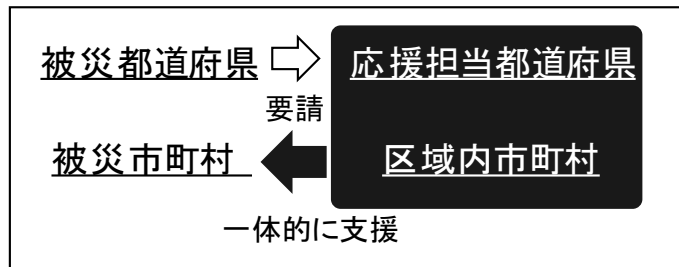 被災都道府県
応援担当都道府県
要請
被災市町村
区域内市町村
一体的に支援